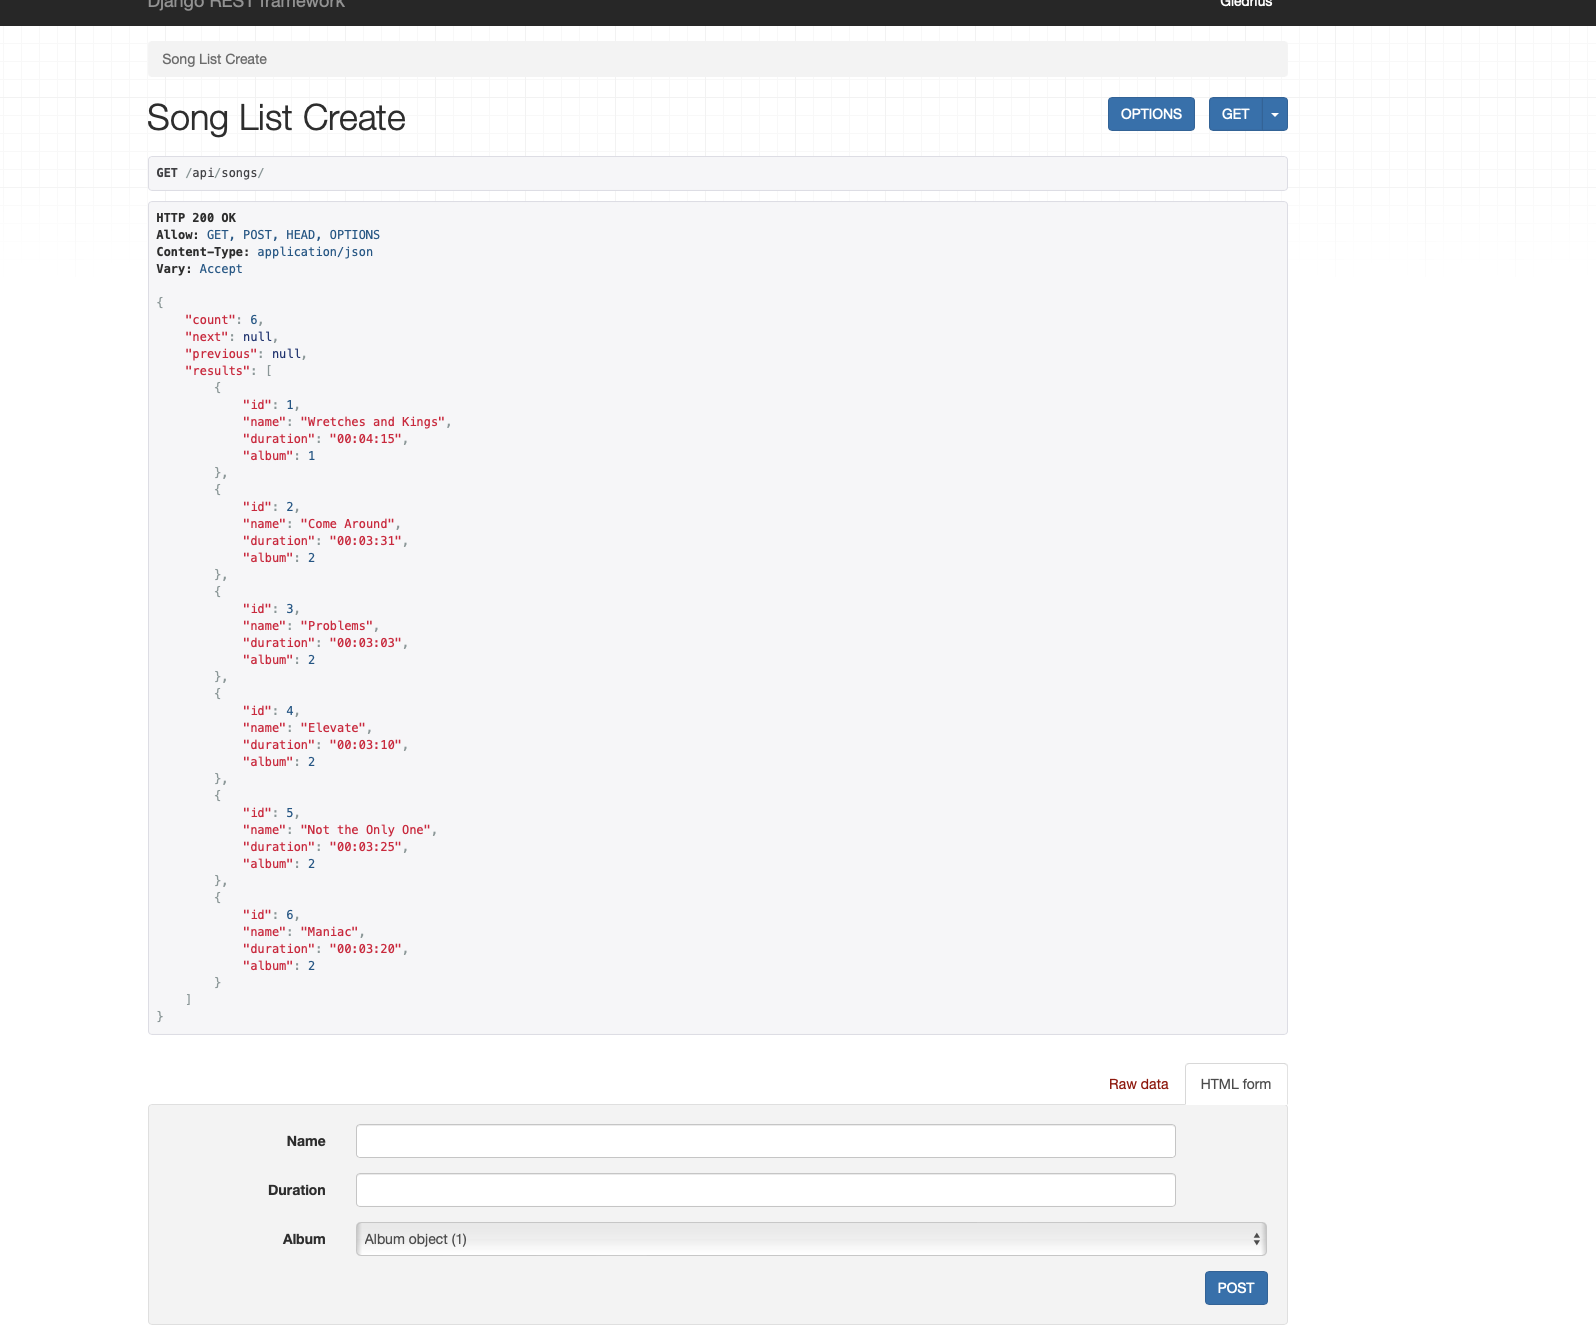 Django REST framework
Giedrius
Song List Create
Song List Create
OPTIONS
GET
GET /api/songs/
HTTP 200 OK
Allow: GET, POST, HEAD, OPTIONS
Content-Type: application/json
Vary: Accept
{
"count": 6,
"next": null,
"previous": null,
"results": [
{
"id": 1,
"name": "Wretches and Kings",
"duration": "00:04:15",
"album": 1
},
{
"id": 2,
"name": "Come Around",
"duration": "00:03:31",
"album": 2
},
{
"id": 3,
"name": "Problems",
"duration": "00:03:03",
"album": 2
},
{
"id": 4,
"name": "Elevate",
"duration": "00:03:10",
"album": 2
},
{
"id": 5,
"name": "Not the Only One",
"duration": "00:03:25",
"album": 2
},
{
"id": 6,
"name": "Maniac",
"duration": "00:03:20",
"album": 2
}
]
}
Raw data
HTML form
Name
Duration
Album
Album object (1)
POST